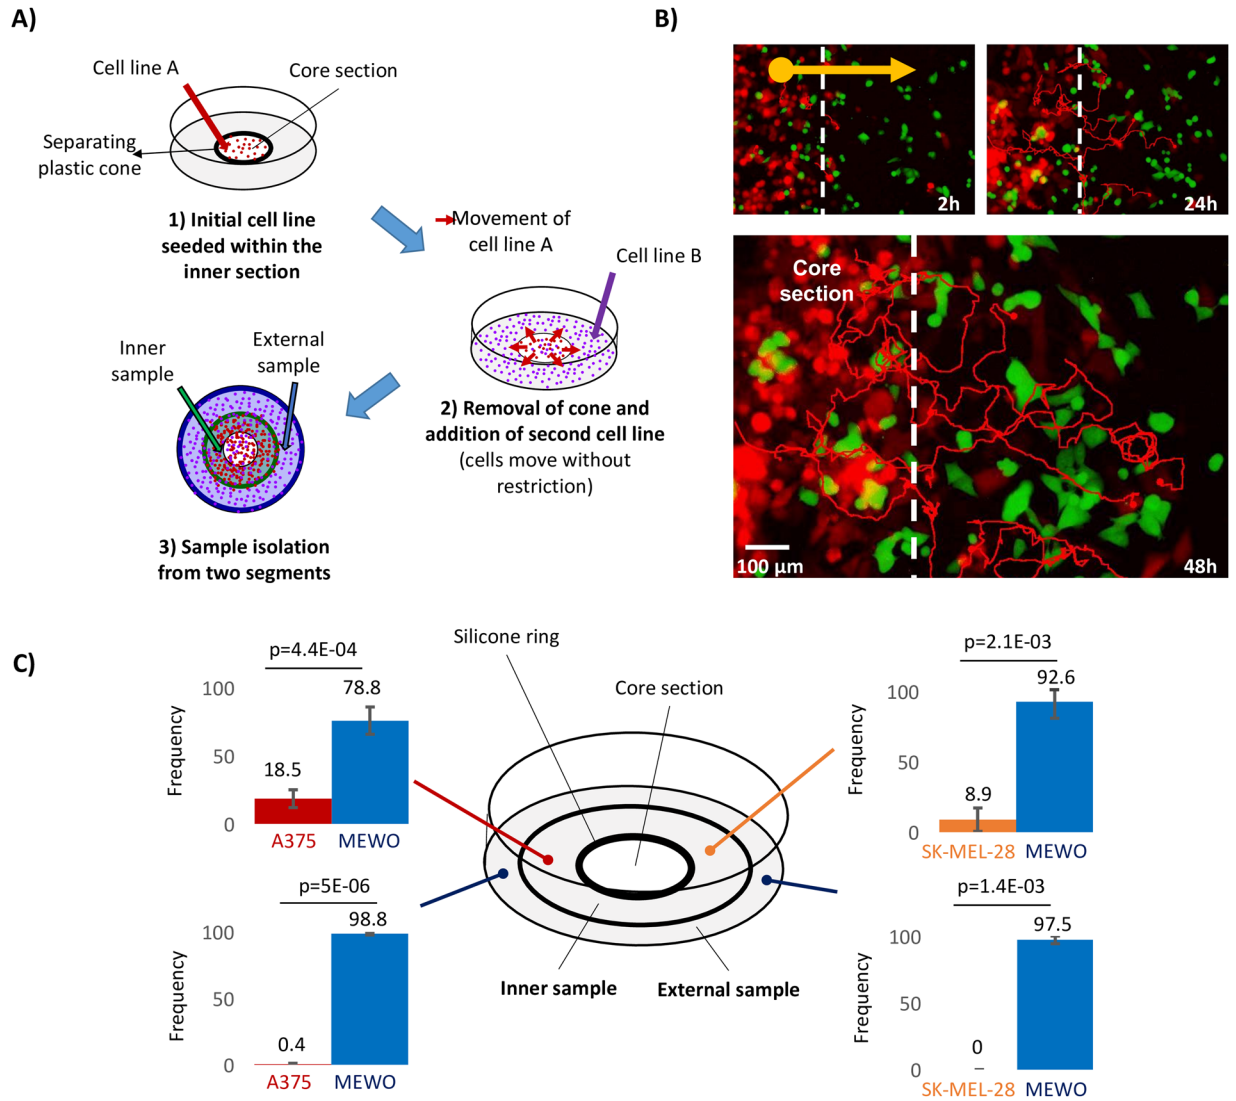 A)
Cell line A
Core section
Separating
plastic cone
1) Initial cell line
seeded within the
inner section
Movement of
cell line A
Cell line B
2) Removal of cone and
addition of second cell line
(cells move without
restriction)
Inner
sample
External
sample
3) Sample isolation
from two segments
B)
2h
24h
Core
section
100 µm
48h
C)
p=4.4E-04
78.8
100
50
0
Frequency
18.5
A375 MEWO
p=5E-06
98.8
100
50
0
Frequency
0.4
A375 MEWO
Silicone ring
Core section
Inner sample
External sample
p=2.1E-03
92.6
100
50
0
Frequency
8.9
SK-MEL-28 MEWO
p=1.4E-03
97.5
100
50
0
Frequency
0
SK-MEL-28 MEWO